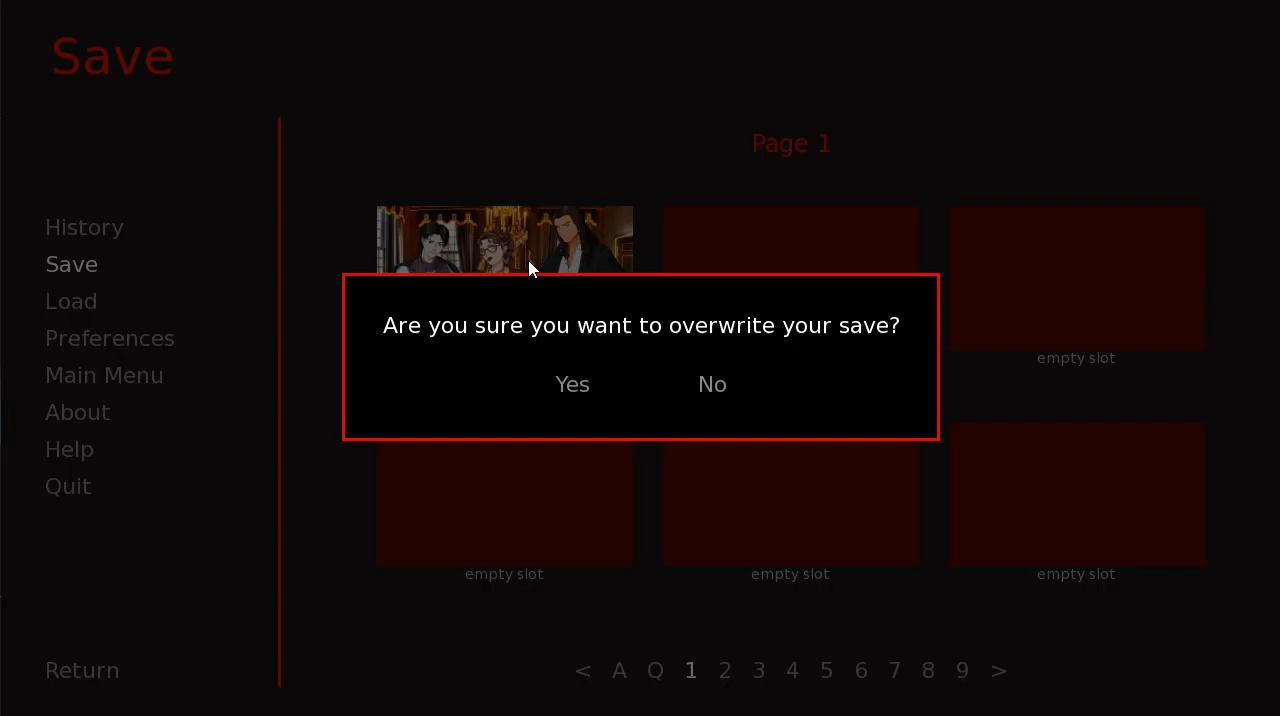 Save
Page 1
History
Save
Load
Preferences
Main Menu
About
Help
Quit
Are you sure you want to overwrite your save?
Yes No
empty slot
empty slot empty slot empty slot
Return
< A Q 1 2 3 4 5 6 7 8 9 >